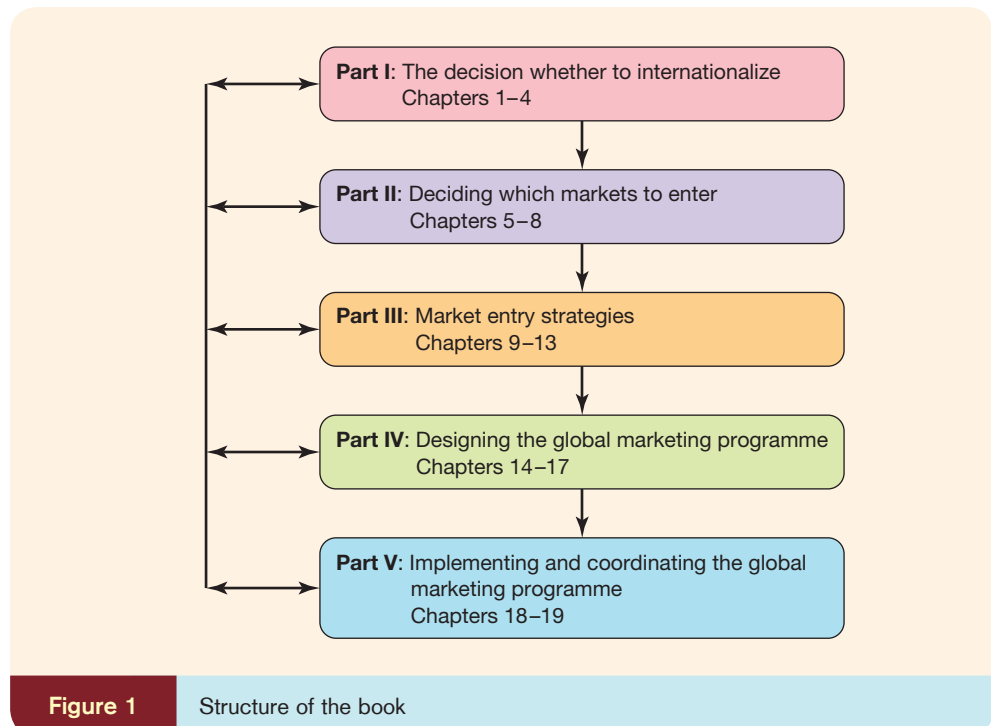 Part I: The decision whether to internationalize
Chapters 1–4
Part II: Deciding which markets to enter
Chapters 5–8
Part III: Market entry strategies
Chapters 9–13
Part IV: Designing the global marketing programme
Chapters 14–17
Part V: Implementing and coordinating the global
marketing programme
Chapters 18–19
Figure 1 Structure of the book